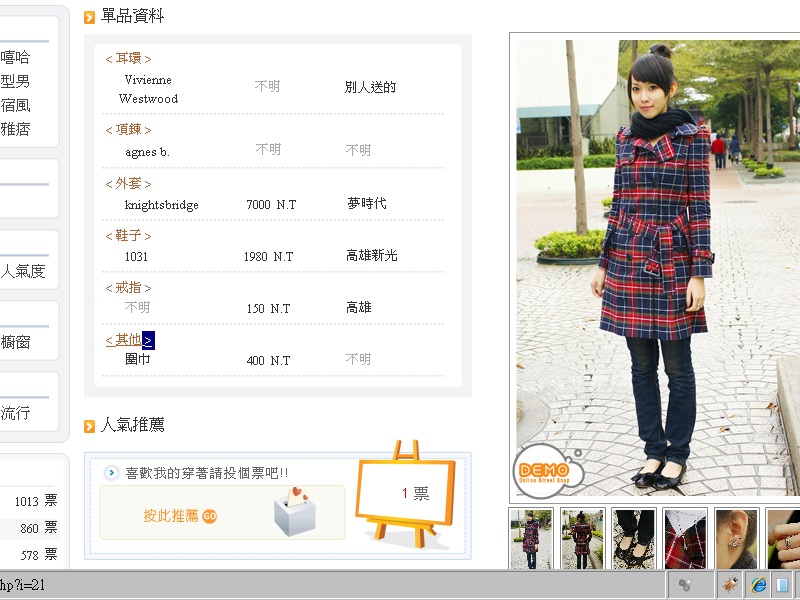 嘻哈
型男
宿風
雅痞
人氣度
櫥窗
流行
1013 票
860 票
578 票
單品資料
< 耳環 >
Vivienne Westwood 不明 別人送的
< 項鍊 >
agnes b. 不明 不明
< 外套 >
knightsbridge 7000 N.T 夢時代
< 鞋子 >
1031 1980 N.T 高雄新光
< 戒指 >
不明 150 N.T 高雄
< 其他 >
圍巾 400 N.T 不明
人氣推薦
喜歡我的穿著請投個票吧!!
按此推薦 GO
1 票
DEMO
Online Street Snap
hp?i=21